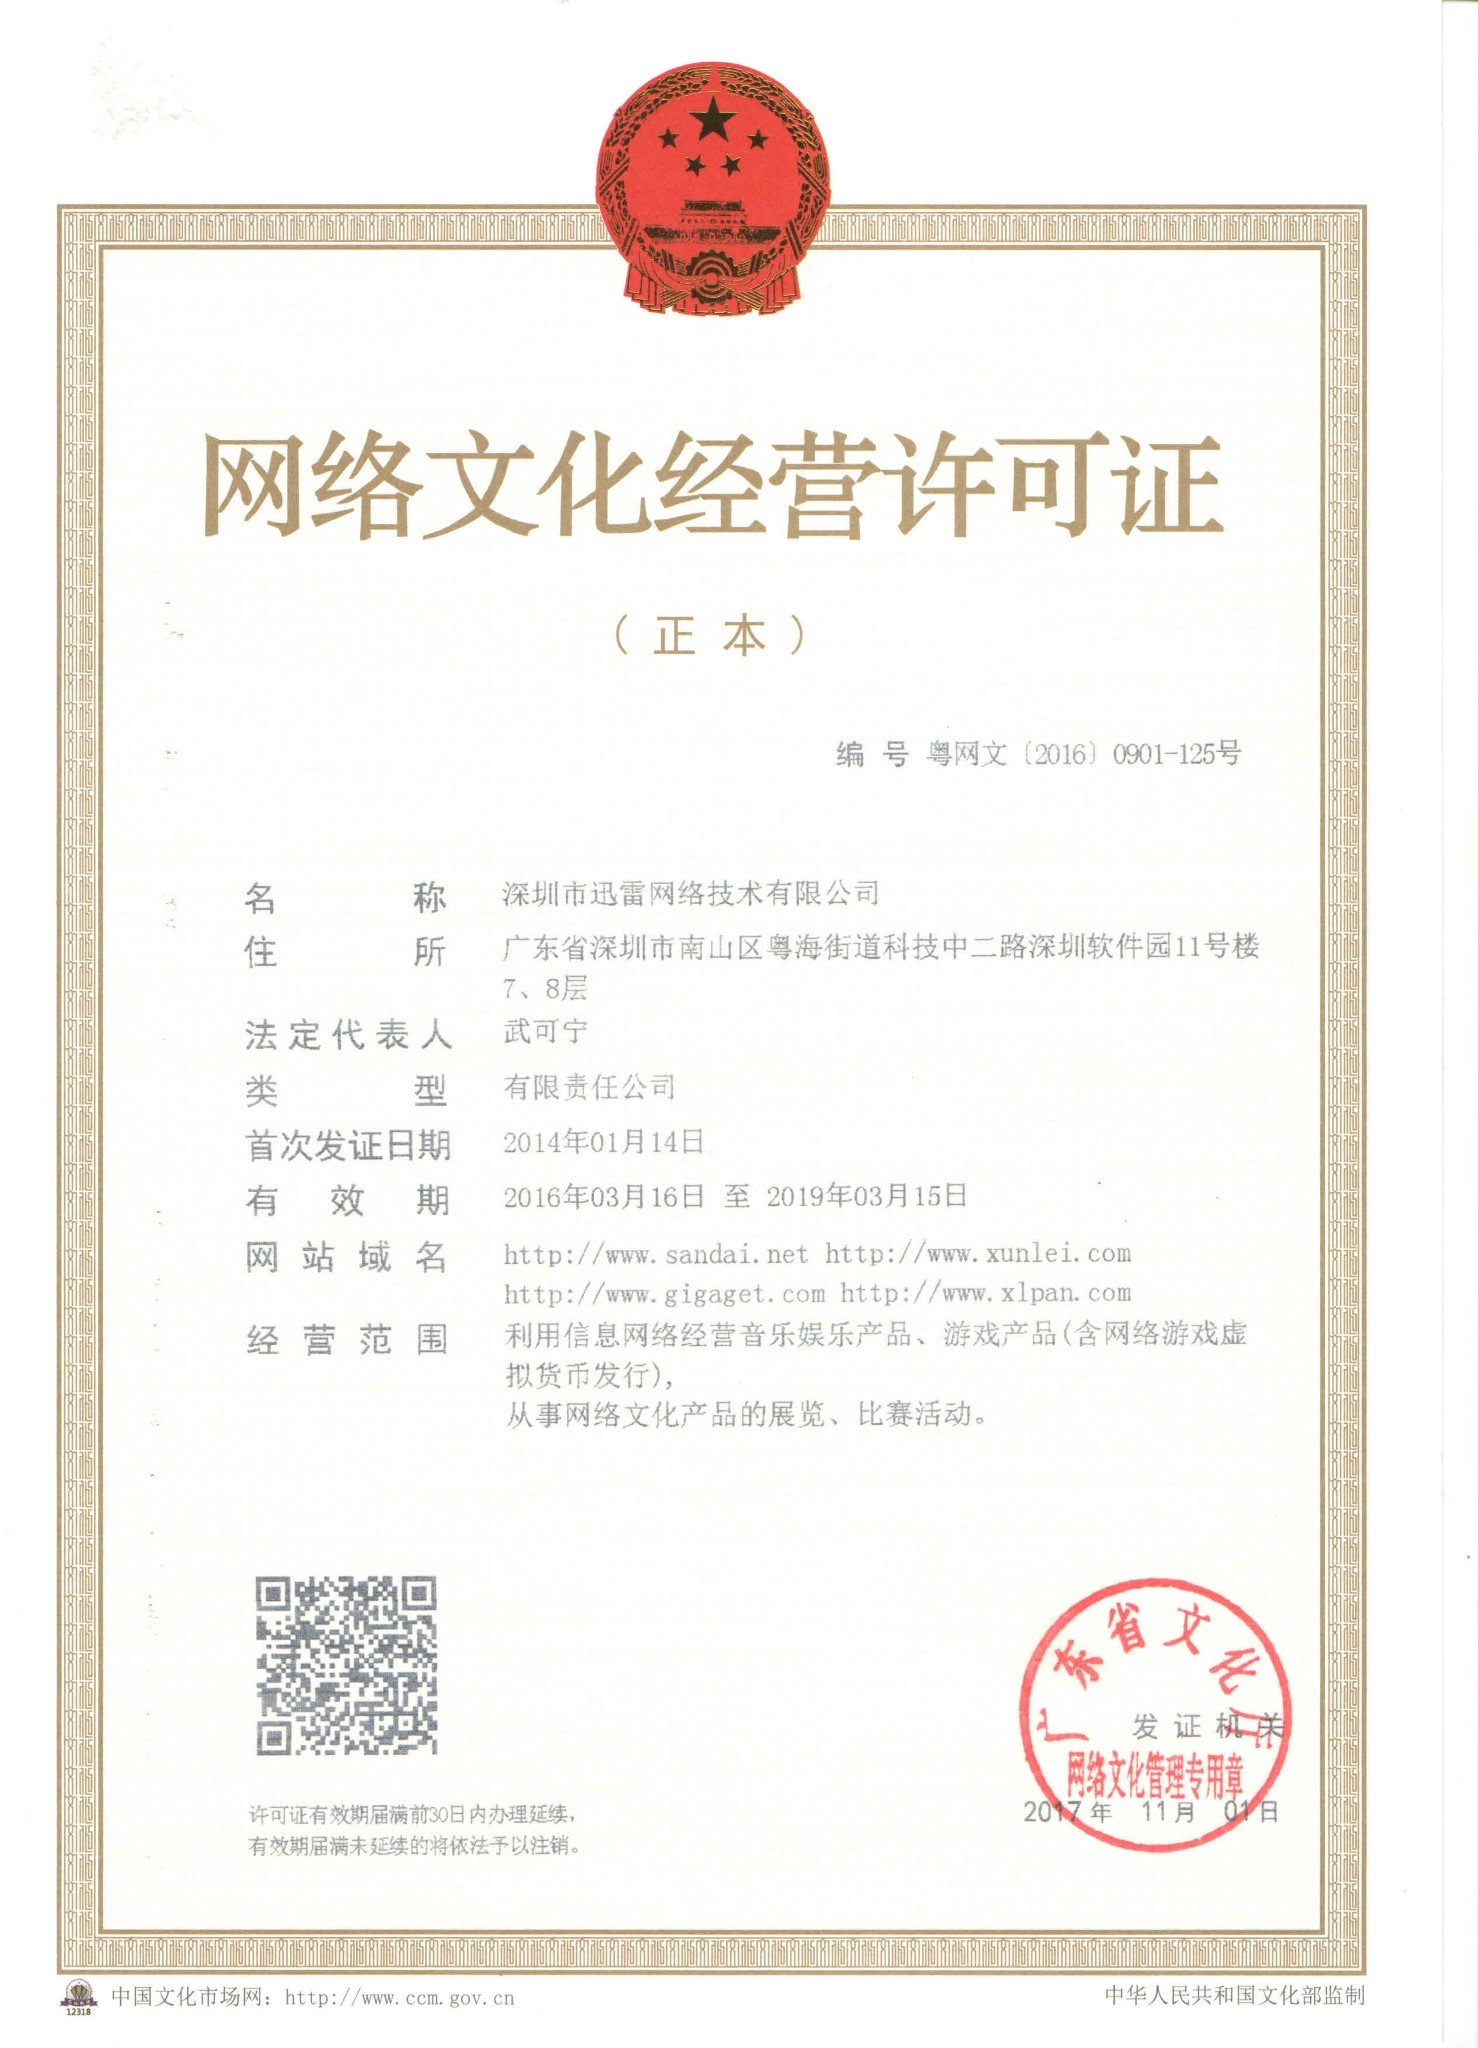 网络文化经营许可证
（正本）
编 号 粤网文〔2016〕0901-125号
名称 深圳市迅雷网络技术有限公司
住所 广东省深圳市南山区粤海街道科技中二路深圳软件园11号楼
7、8层
法定代表人 武可宁
类型 有限责任公司
首次发证日期 2014年01月14日
有效期 2016年03月16日 至 2019年03月15日
网站域名 http://www.sandai.net http://www.xunlei.com
http://www.gigaget.com http://www.xlpan.com
经营范围 利用信息网络经营音乐娱乐产品、游戏产品(含网络游戏虚
拟货币发行),
从事网络文化产品的展览、比赛活动。
广东省文化厅
发证机关
网络文化管理专用章
2017年 11月 01日
许可证有效期届满前30日内办理延续，
有效期届满未延续的将依法予以注销。
12318
中国文化市场网：http://www.ccm.gov.cn
中华人民共和国文化部监制